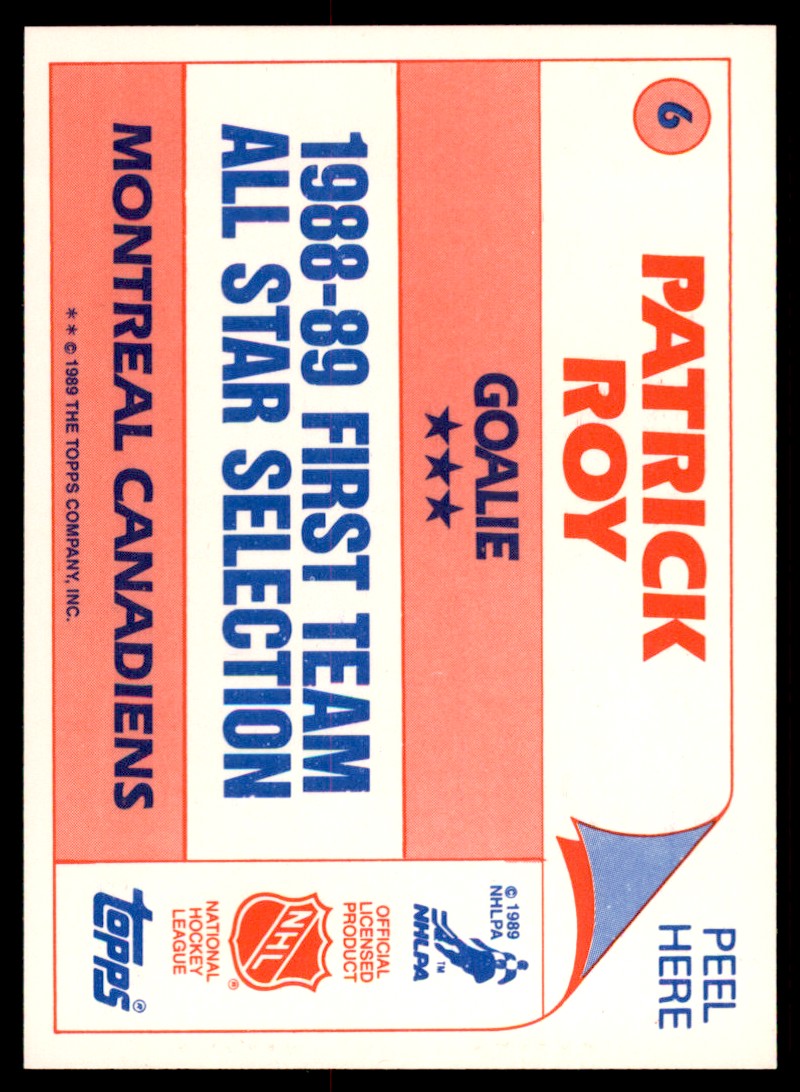 6
PATRICK
ROY
GOALIE
★★★
1988-89 FIRST TEAM
ALL STAR SELECTION
MONTREAL CANADIENS
** © 1989 THE TOPPS COMPANY, INC.
PEEL
HERE
© 1989
NHLPA
NHLPA™
OFFICIAL
LICENSED
PRODUCT
NHL
®
NATIONAL
HOCKEY
LEAGUE
TOPPS®